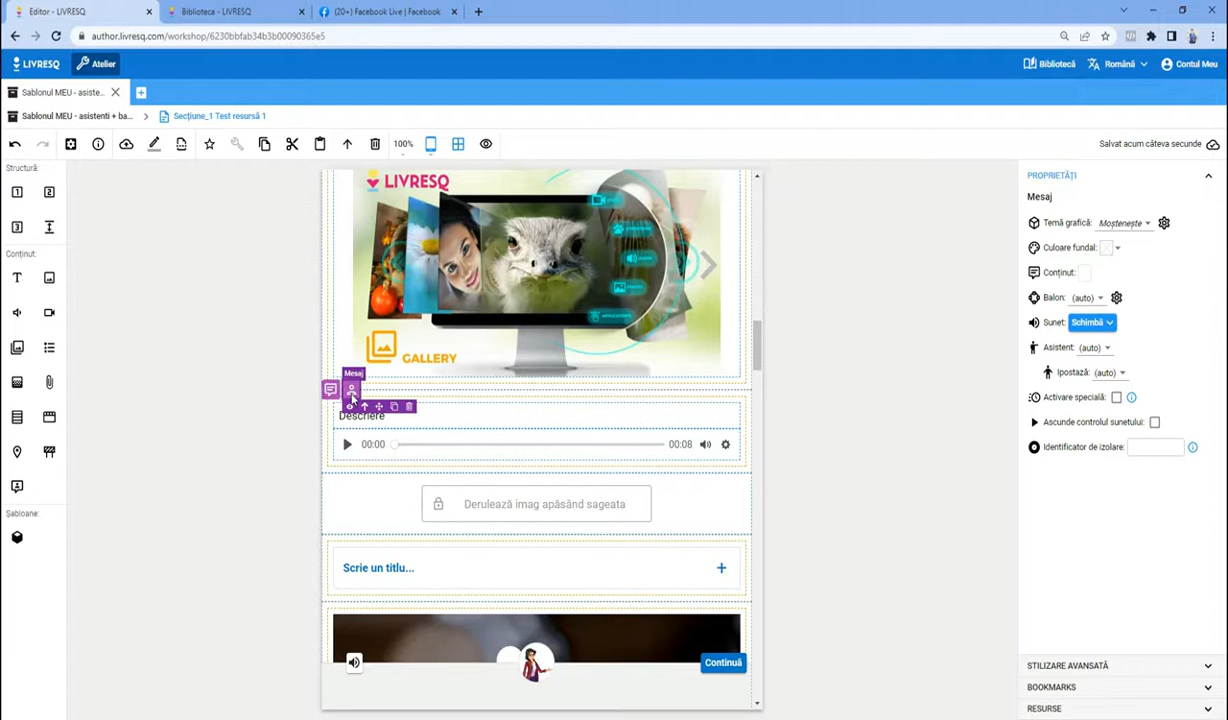 Editor - LIVRESQ
Biblioteca - LIVRESQ
(20+) Facebook Live | Facebook
author.livresq.com/workshop/6230bbfab34b3b00090365e5
LIVRESQ
Atelier
Bibliotecă
Română
Contul Meu
Sablonul MEU - asiste...
Sablonul MEU - asistenti + ba...
Secțiune_1 Test resursă 1
100%
Salvat acum câteva secunde
Structură:
1
2
3
Conținut:
T
Șabloane:
LIVRESQ
GALLERY
Mesaj
Descriere
00:00
00:08
Derulează imag apăsând sageata
Scrie un titlu...
Continuă
PROPRIETĂȚI
Mesaj
Temă grafică: Moștenește
Culoare fundal:
Conținut:
Balon: (auto)
Sunet: Schimbă
Asistent: (auto)
Ipostază: (auto)
Activare specială:
Ascunde controlul sunetului:
Identificator de izolare:
STILIZARE AVANSATĂ
BOOKMARKS
RESURSE